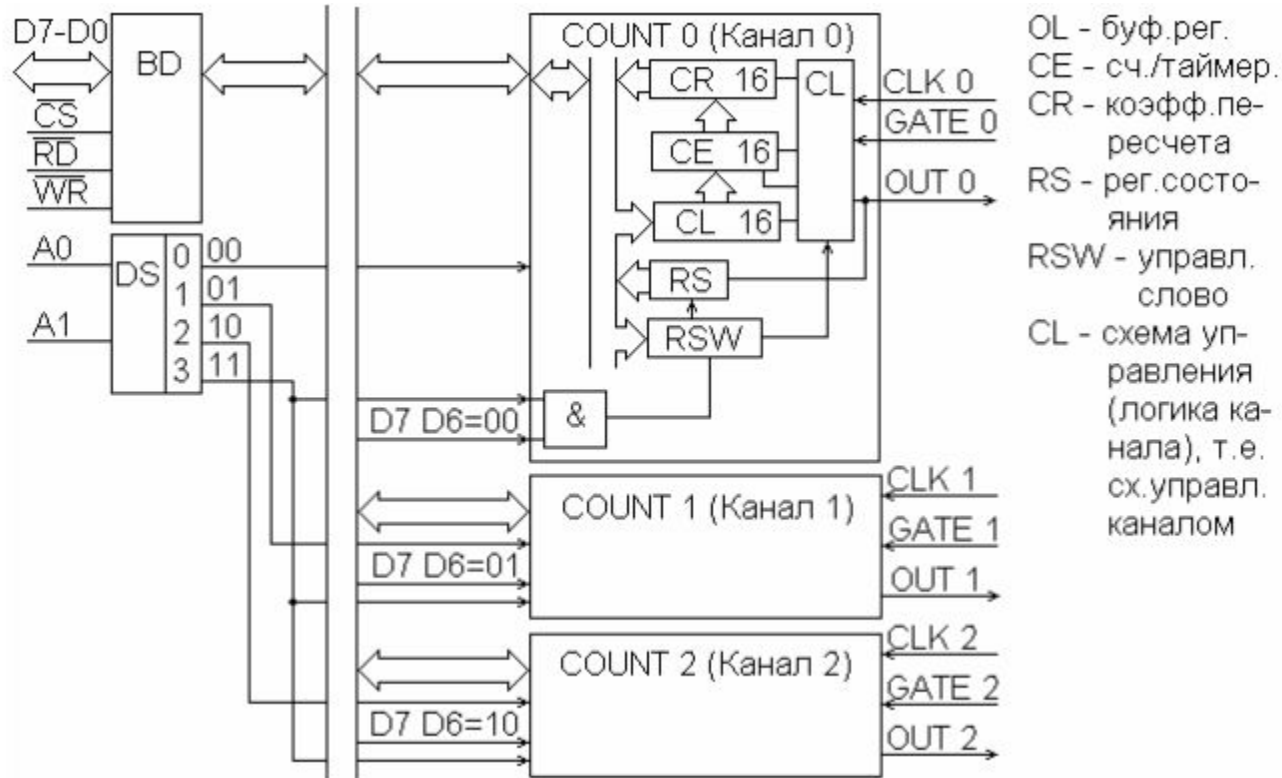 D7-D0
BD
CS
RD
WR
A0
A1
DS
0 00
1 01
2 10
3 11
COUNT 0 (Канал 0)
CR 16
CE 16
CL 16
CL
RS
RSW
&
D7 D6=00
CLK 0
GATE 0
OUT 0
COUNT 1 (Канал 1)
D7 D6=01
CLK 1
GATE 1
OUT 1
COUNT 2 (Канал 2)
D7 D6=10
CLK 2
GATE 2
OUT 2
OL - буф.рег.
CE - сч./таймер.
CR - коэфф.пе-
ресчета
RS - рег.состо-
яния
RSW - управл.
слово
CL - схема уп-
равления
(логика ка-
нала), т.е.
сх.управл.
каналом